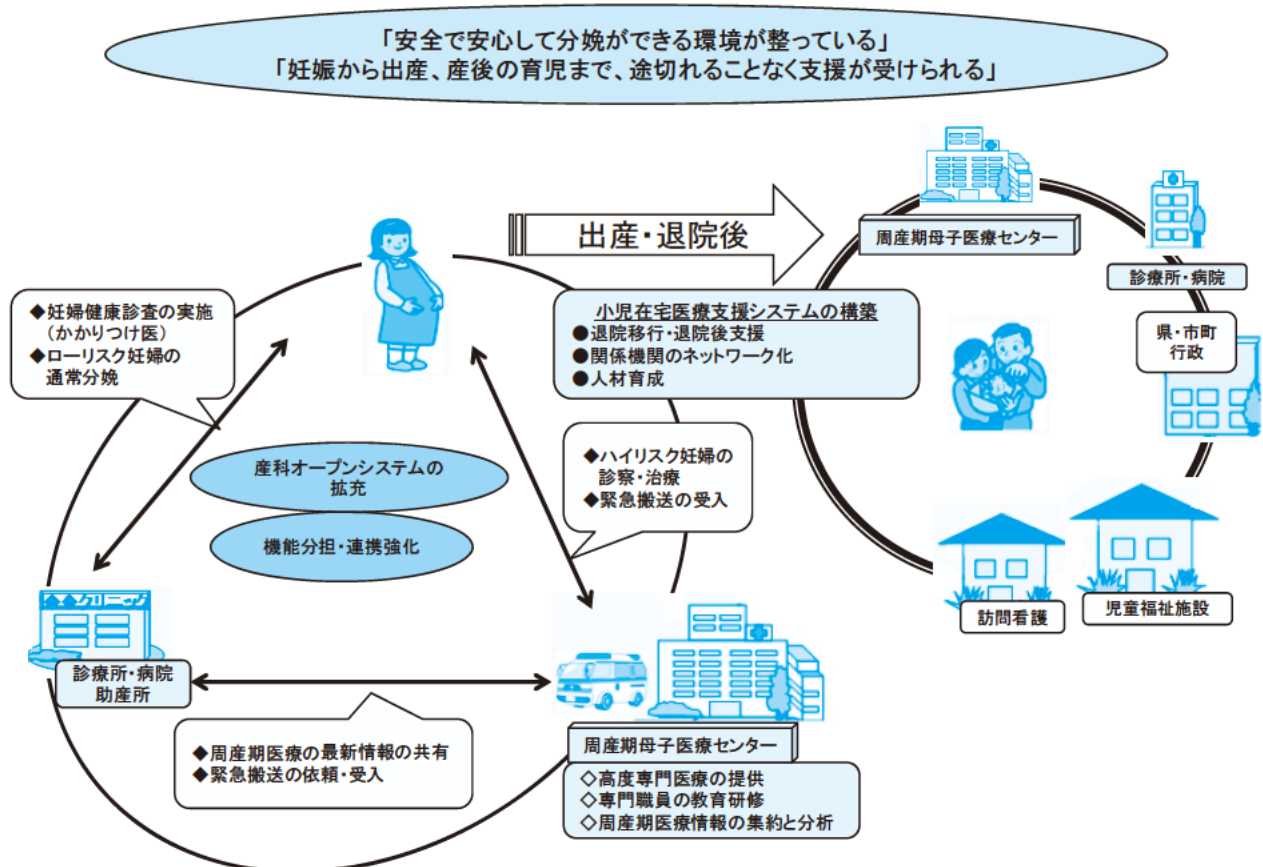 「安全で安心して分娩ができる環境が整っている」
「妊娠から出産、産後の育児まで、途切れることなく支援が受けられる」
出産・退院後
周産期母子医療センター
診療所・病院
県・市町
行政
小児在宅医療支援システムの構築
●退院移行・退院後支援
●関係機関のネットワーク化
●人材育成
◆妊婦健康診査の実施
(かかりつけ医)
◆ローリスク妊婦の
通常分娩
産科オープンシステムの
拡充
機能分担・連携強化
◆ハイリスク妊婦の
診察・治療
◆緊急搬送の受入
訪問看護
児童福祉施設
クリニック
診療所・病院
助産所
◆周産期医療の最新情報の共有
◆緊急搬送の依頼・受入
周産期母子医療センター
◇高度専門医療の提供
◇専門職員の教育研修
◇周産期医療情報の集約と分析